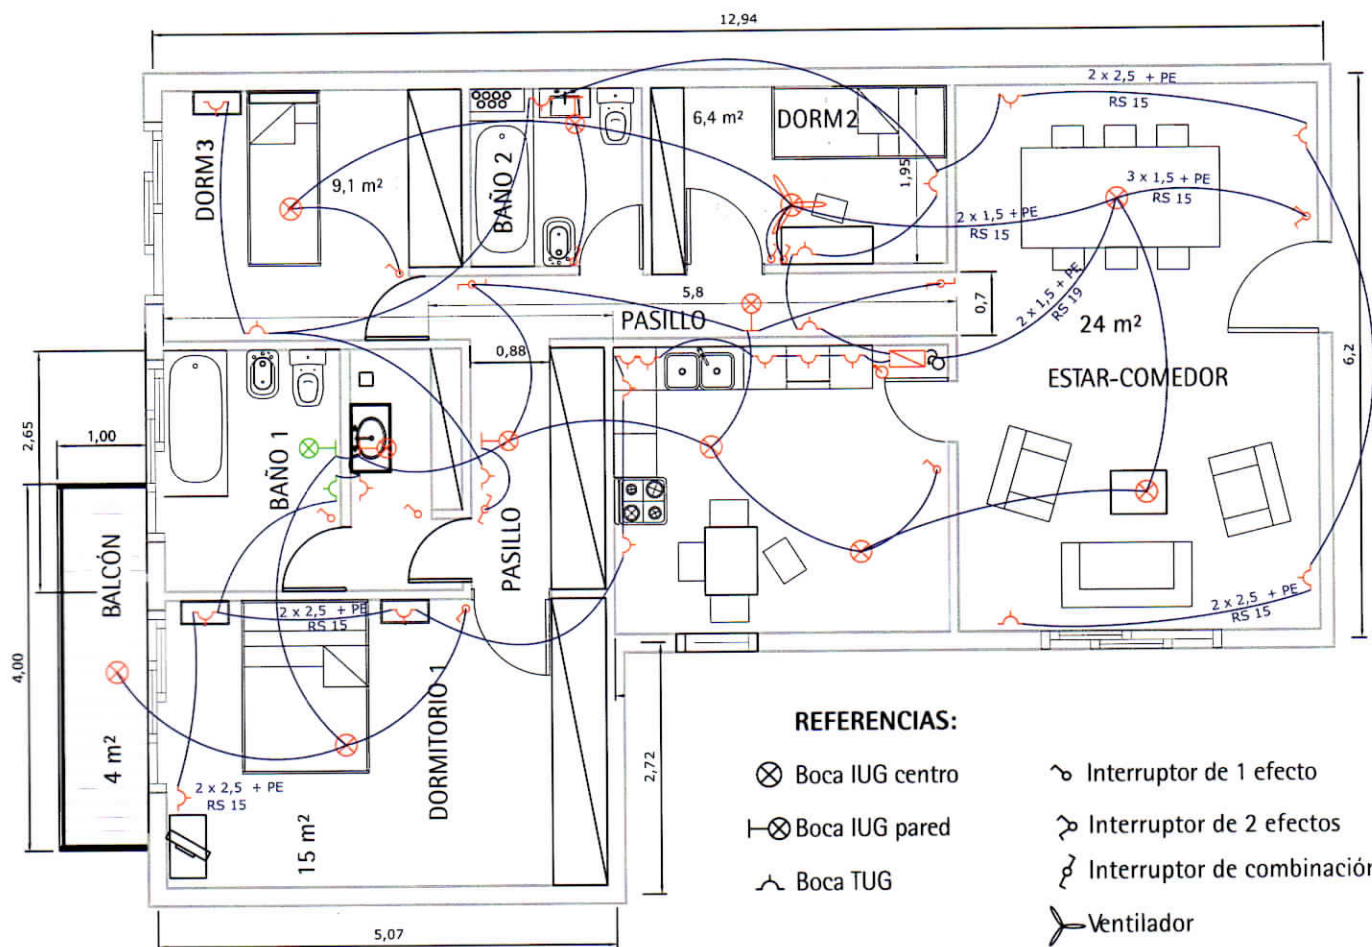 12,94
2 x 2,5 + PE
RS 15
DORM3
9,1 m²
BAÑO 2
6,4 m²
DORM2
1,95
3 x 1,5 + PE
RS 15
2 x 1,5 + PE
RS 15
2 x 1,5 + PE
RS 19
5,8
0,7
PASILLO
24 m²
6,2
0,88
ESTAR-COMEDOR
2,65
1,00
BAÑO 1
PASILLO
BALCÓN
4,00
4 m²
2 x 2,5 + PE
RS 15
2 x 2,5 + PE
RS 15
DORMITORIO 1
2 x 2,5 + PE
RS 15
15 m²
2,72
5,07
REFERENCIAS:
Boca IUG centro
Boca IUG pared
Boca TUG
Interruptor de 1 efecto
Interruptor de 2 efectos
Interruptor de combinación
Ventilador